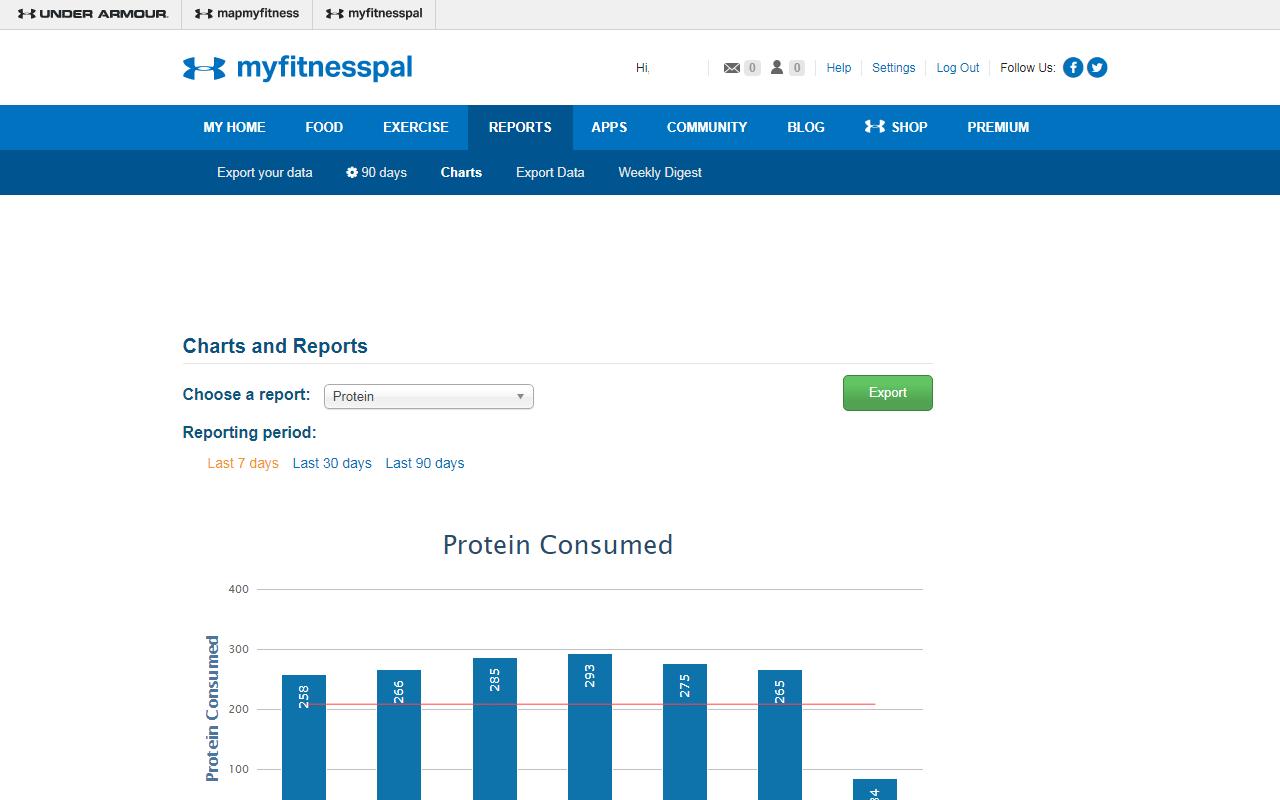 UNDER ARMOUR. mapmyfitness myfitnesspal
myfitnesspal
Hi, 0 0 Help Settings Log Out Follow Us:
MY HOME FOOD EXERCISE REPORTS APPS COMMUNITY BLOG SHOP PREMIUM
Export your data 90 days Charts Export Data Weekly Digest
Charts and Reports
Choose a report: Protein Export
Reporting period:
Last 7 days Last 30 days Last 90 days
Protein Consumed
Protein Consumed
400
300
200
100
258 266 285 293 275 265